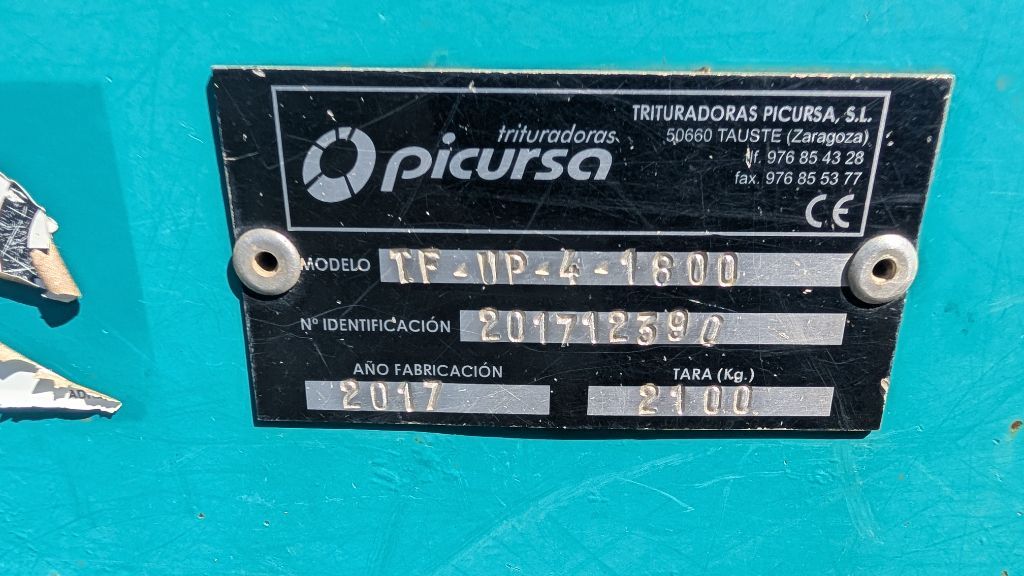 trituradoras
picursa
TRITURADORAS PICURSA, S.L.
50660 TAUSTE (Zaragoza)
tlf. 976 85 43 28
fax. 976 85 53 77
CE
MODELO TF-UP-4-1800
Nº IDENTIFICACIÓN 201712390
AÑO FABRICACIÓN
2017
TARA (Kg.)
2100